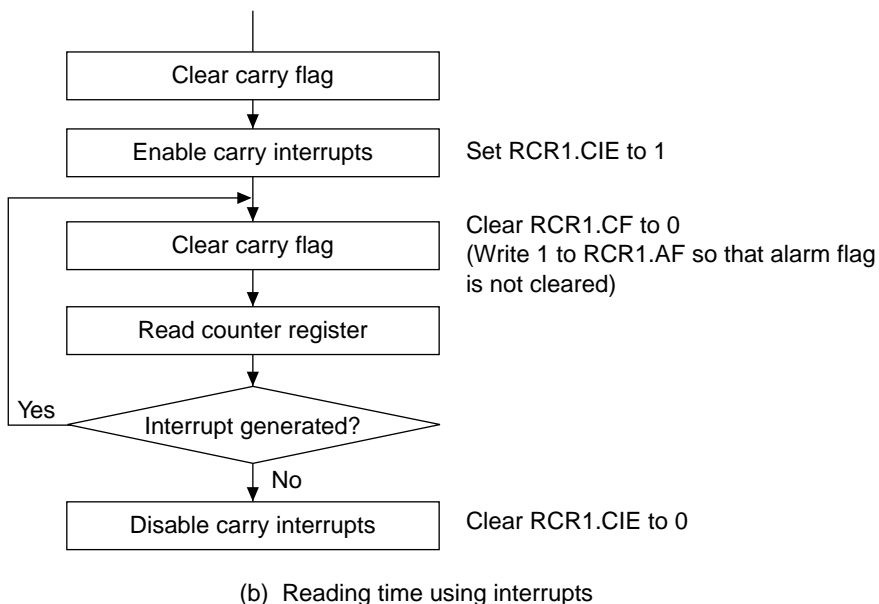 Clear carry flag
Enable carry interrupts
Set RCR1.CIE to 1
Clear carry flag
Clear RCR1.CF to 0
(Write 1 to RCR1.AF so that alarm flag
is not cleared)
Read counter register
Yes
Interrupt generated?
No
Disable carry interrupts
Clear RCR1.CIE to 0
(b) Reading time using interrupts